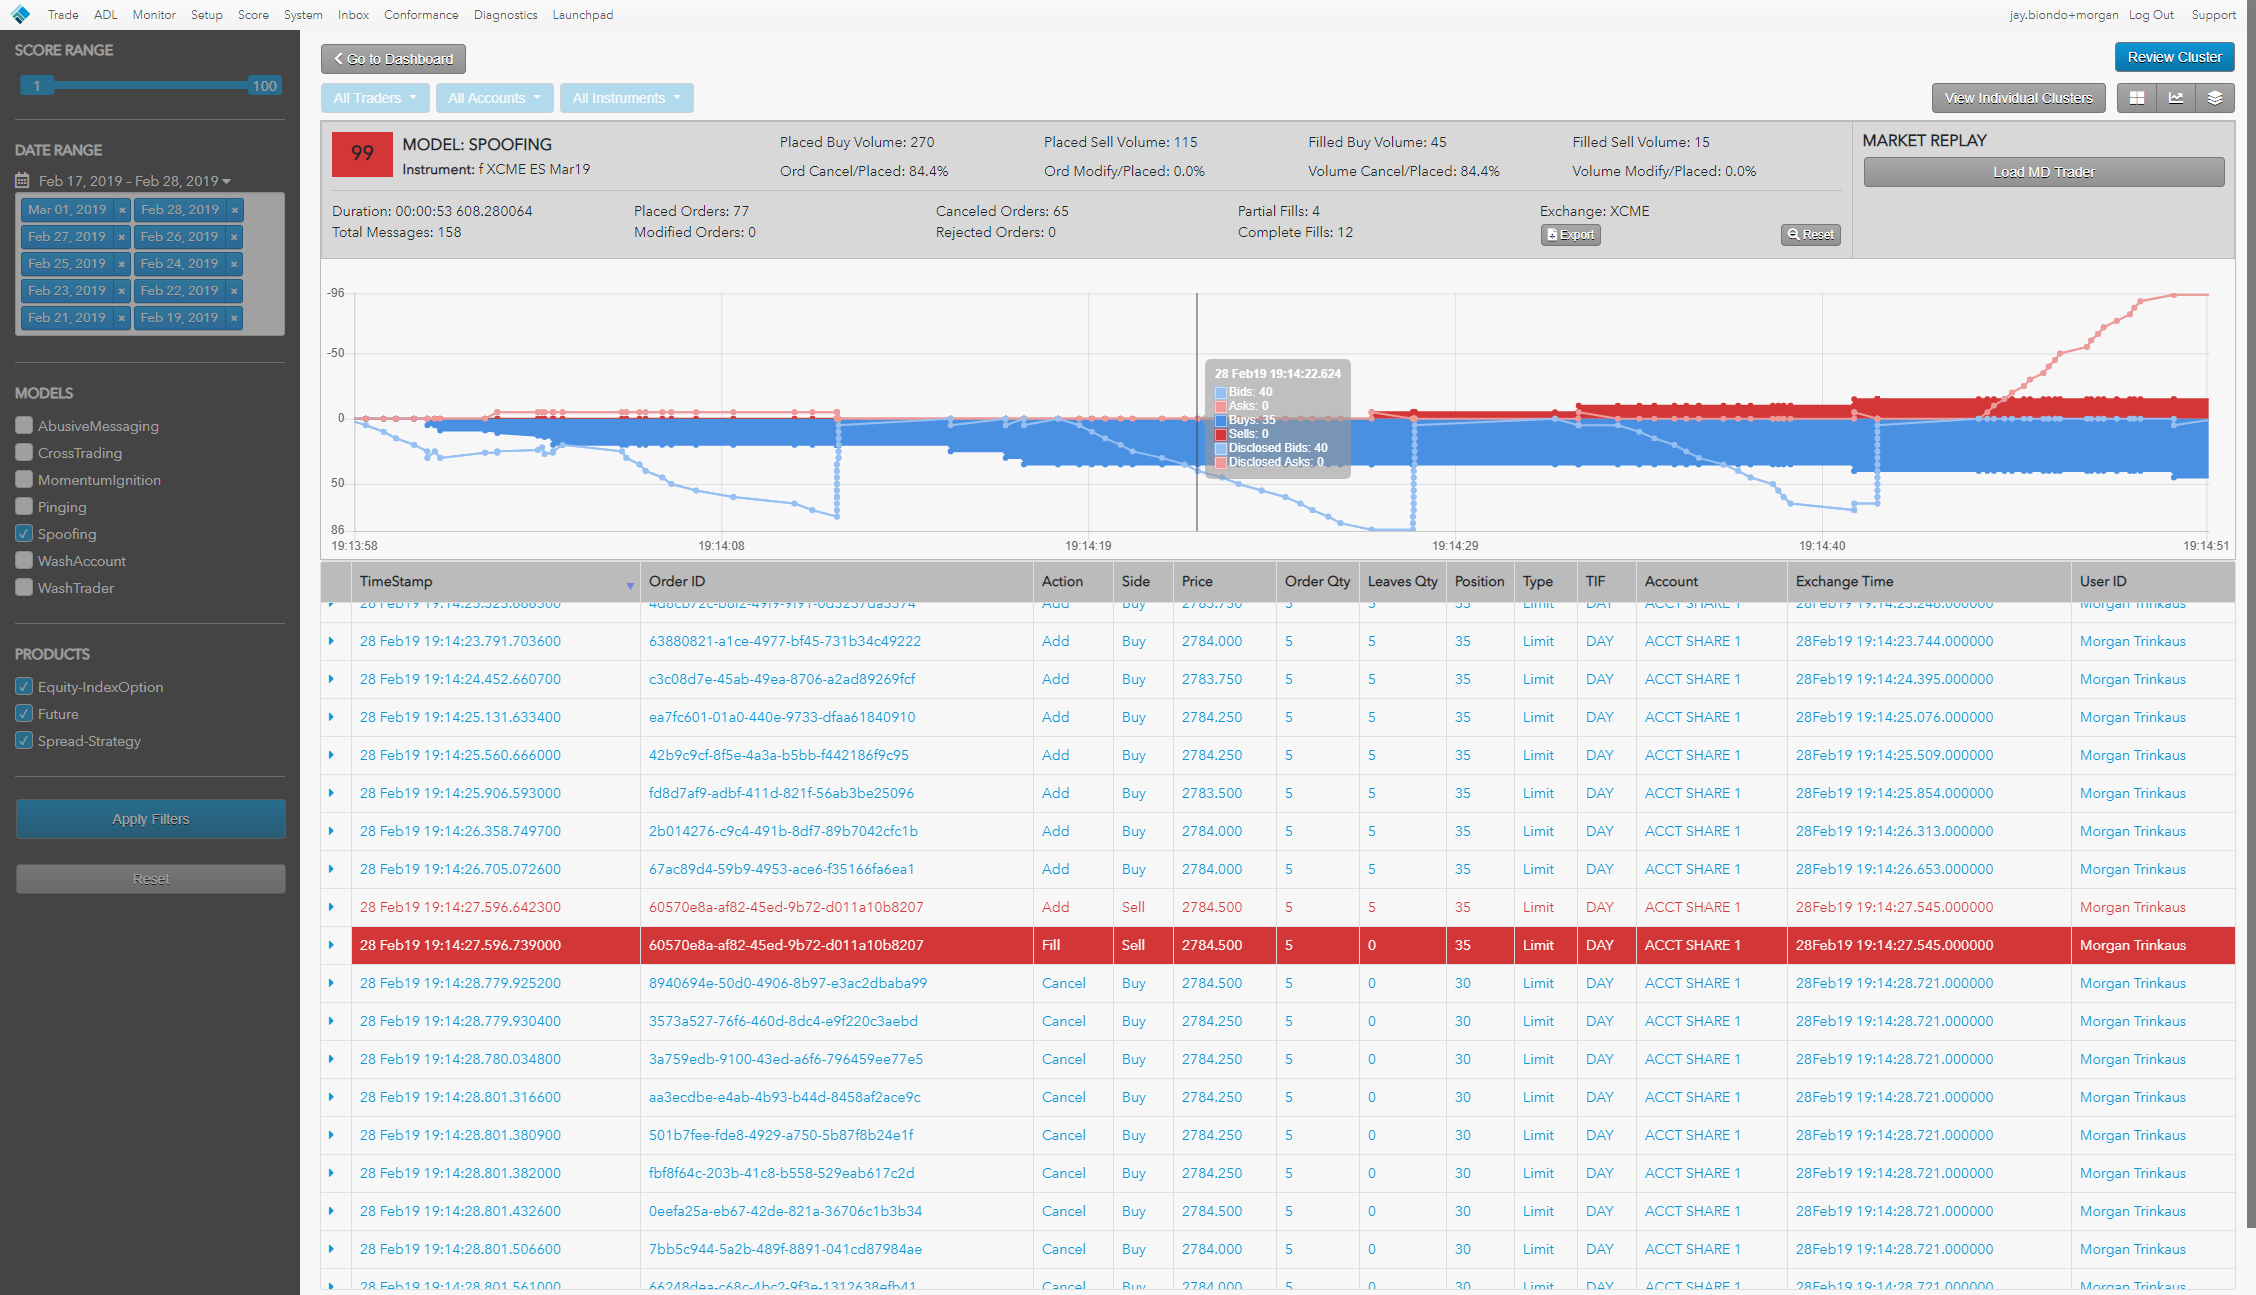 Trade ADL Monitor Setup Score System Inbox Conformance Diagnostics Launchpad jay.biondo+morgan Log Out Support
SCORE RANGE
1 100
DATE RANGE
Feb 17, 2019 – Feb 28, 2019
Mar 01, 2019 × Feb 28, 2019 ×
Feb 27, 2019 × Feb 26, 2019 ×
Feb 25, 2019 × Feb 24, 2019 ×
Feb 23, 2019 × Feb 22, 2019 ×
Feb 21, 2019 × Feb 19, 2019 ×
MODELS
AbusiveMessaging
CrossTrading
MomentumIgnition
Pinging
Spoofing
WashAccount
WashTrader
PRODUCTS
Equity-IndexOption
Future
Spread-Strategy
Apply Filters
Reset
Go to Dashboard Review Cluster
All Traders All Accounts All Instruments View Individual Clusters
99 MODEL: SPOOFING
Instrument: f XCME ES Mar19
Placed Buy Volume: 270 Placed Sell Volume: 115 Filled Buy Volume: 45 Filled Sell Volume: 15
Ord Cancel/Placed: 84.4% Ord Modify/Placed: 0.0% Volume Cancel/Placed: 84.4% Volume Modify/Placed: 0.0%
Duration: 00:00:53 608.280064 Placed Orders: 77 Canceled Orders: 65 Partial Fills: 4 Exchange: XCME
Total Messages: 158 Modified Orders: 0 Rejected Orders: 0 Complete Fills: 12 Export Reset
MARKET REPLAY
Load MD Trader
-96
-50
0
50
86
28 Feb19 19:14:22.624
Bids: 40
Asks: 0
Buys: 35
Sells: 0
Disclosed Bids: 40
Disclosed Asks: 0
19:13:58 19:14:08 19:14:19 19:14:29 19:14:40 19:14:51
TimeStamp Order ID Action Side Price Order Qty Leaves Qty Position Type TIF Account Exchange Time User ID
28 Feb19 19:14:23.791.703600 63880821-a1ce-4977-bf45-731b34c49222 Add Buy 2784.000 5 5 35 Limit DAY ACCT SHARE 1 28Feb19 19:14:23.744.000000 Morgan Trinkaus
28 Feb19 19:14:24.452.660700 c3c08d7e-45ab-49ea-8706-a2ad89269fcf Add Buy 2783.750 5 5 35 Limit DAY ACCT SHARE 1 28Feb19 19:14:24.395.000000 Morgan Trinkaus
28 Feb19 19:14:25.131.633400 ea7fc601-01a0-440e-9733-dfaa61840910 Add Buy 2784.250 5 5 35 Limit DAY ACCT SHARE 1 28Feb19 19:14:25.076.000000 Morgan Trinkaus
28 Feb19 19:14:25.560.666000 42b9c9cf-8f5e-4a3a-b5bb-f442186f9c95 Add Buy 2784.250 5 5 35 Limit DAY ACCT SHARE 1 28Feb19 19:14:25.509.000000 Morgan Trinkaus
28 Feb19 19:14:25.906.593000 fd8d7af9-adbf-411d-821f-56ab3be25096 Add Buy 2783.500 5 5 35 Limit DAY ACCT SHARE 1 28Feb19 19:14:25.854.000000 Morgan Trinkaus
28 Feb19 19:14:26.358.749700 2b014276-c9c4-491b-8df7-89b7042cfc1b Add Buy 2784.000 5 5 35 Limit DAY ACCT SHARE 1 28Feb19 19:14:26.313.000000 Morgan Trinkaus
28 Feb19 19:14:26.705.072600 67ac89d4-59b9-4953-ace6-f35166fa6ea1 Add Buy 2784.000 5 5 35 Limit DAY ACCT SHARE 1 28Feb19 19:14:26.653.000000 Morgan Trinkaus
28 Feb19 19:14:27.596.642300 60570e8a-af82-45ed-9b72-d011a10b8207 Add Sell 2784.500 5 5 35 Limit DAY ACCT SHARE 1 28Feb19 19:14:27.545.000000 Morgan Trinkaus
28 Feb19 19:14:27.596.739000 60570e8a-af82-45ed-9b72-d011a10b8207 Fill Sell 2784.500 5 0 35 Limit DAY ACCT SHARE 1 28Feb19 19:14:27.545.000000 Morgan Trinkaus
28 Feb19 19:14:28.779.925200 8940694e-50d0-4906-8b97-e3ac2dbaba99 Cancel Buy 2784.500 5 0 30 Limit DAY ACCT SHARE 1 28Feb19 19:14:28.721.000000 Morgan Trinkaus
28 Feb19 19:14:28.779.930400 3573a527-76f6-460d-8dc4-e9f220c3aebd Cancel Buy 2784.250 5 0 30 Limit DAY ACCT SHARE 1 28Feb19 19:14:28.721.000000 Morgan Trinkaus
28 Feb19 19:14:28.780.034800 3a759edb-9100-43ed-a6f6-796459ee77e5 Cancel Buy 2784.250 5 0 30 Limit DAY ACCT SHARE 1 28Feb19 19:14:28.721.000000 Morgan Trinkaus
28 Feb19 19:14:28.801.316600 aa3ecdbe-e4ab-4b93-b44d-8458af2ace9c Cancel Buy 2784.250 5 0 30 Limit DAY ACCT SHARE 1 28Feb19 19:14:28.721.000000 Morgan Trinkaus
28 Feb19 19:14:28.801.380900 501b7fee-fde8-4929-a750-5b87f8b24e1f Cancel Buy 2784.250 5 0 30 Limit DAY ACCT SHARE 1 28Feb19 19:14:28.721.000000 Morgan Trinkaus
28 Feb19 19:14:28.801.382000 fbf8f64c-203b-41c8-b558-529eab617c2d Cancel Buy 2784.250 5 0 30 Limit DAY ACCT SHARE 1 28Feb19 19:14:28.721.000000 Morgan Trinkaus
28 Feb19 19:14:28.801.432600 0eefa25a-eb67-42de-821a-36706c1b3b34 Cancel Buy 2784.500 5 0 30 Limit DAY ACCT SHARE 1 28Feb19 19:14:28.721.000000 Morgan Trinkaus
28 Feb19 19:14:28.801.506600 7bb5c944-5a2b-489f-8891-041cd87984ae Cancel Buy 2784.000 5 0 30 Limit DAY ACCT SHARE 1 28Feb19 19:14:28.721.000000 Morgan Trinkaus